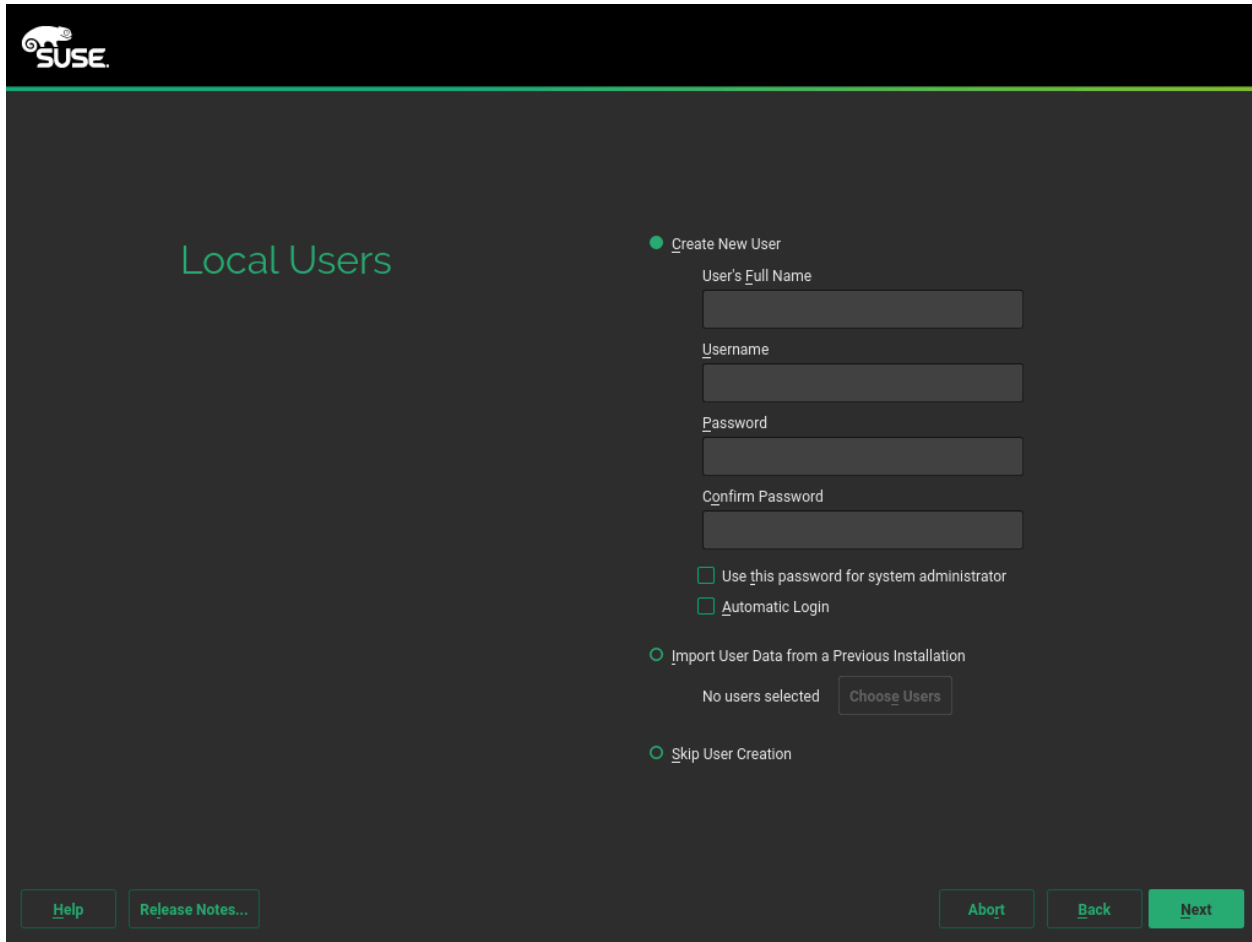 SUSE.
Local Users
Create New User
User's Full Name
Username
Password
Confirm Password
Use this password for system administrator
Automatic Login
Import User Data from a Previous Installation
No users selected Choose Users
Skip User Creation
Help Release Notes... Abort Back Next